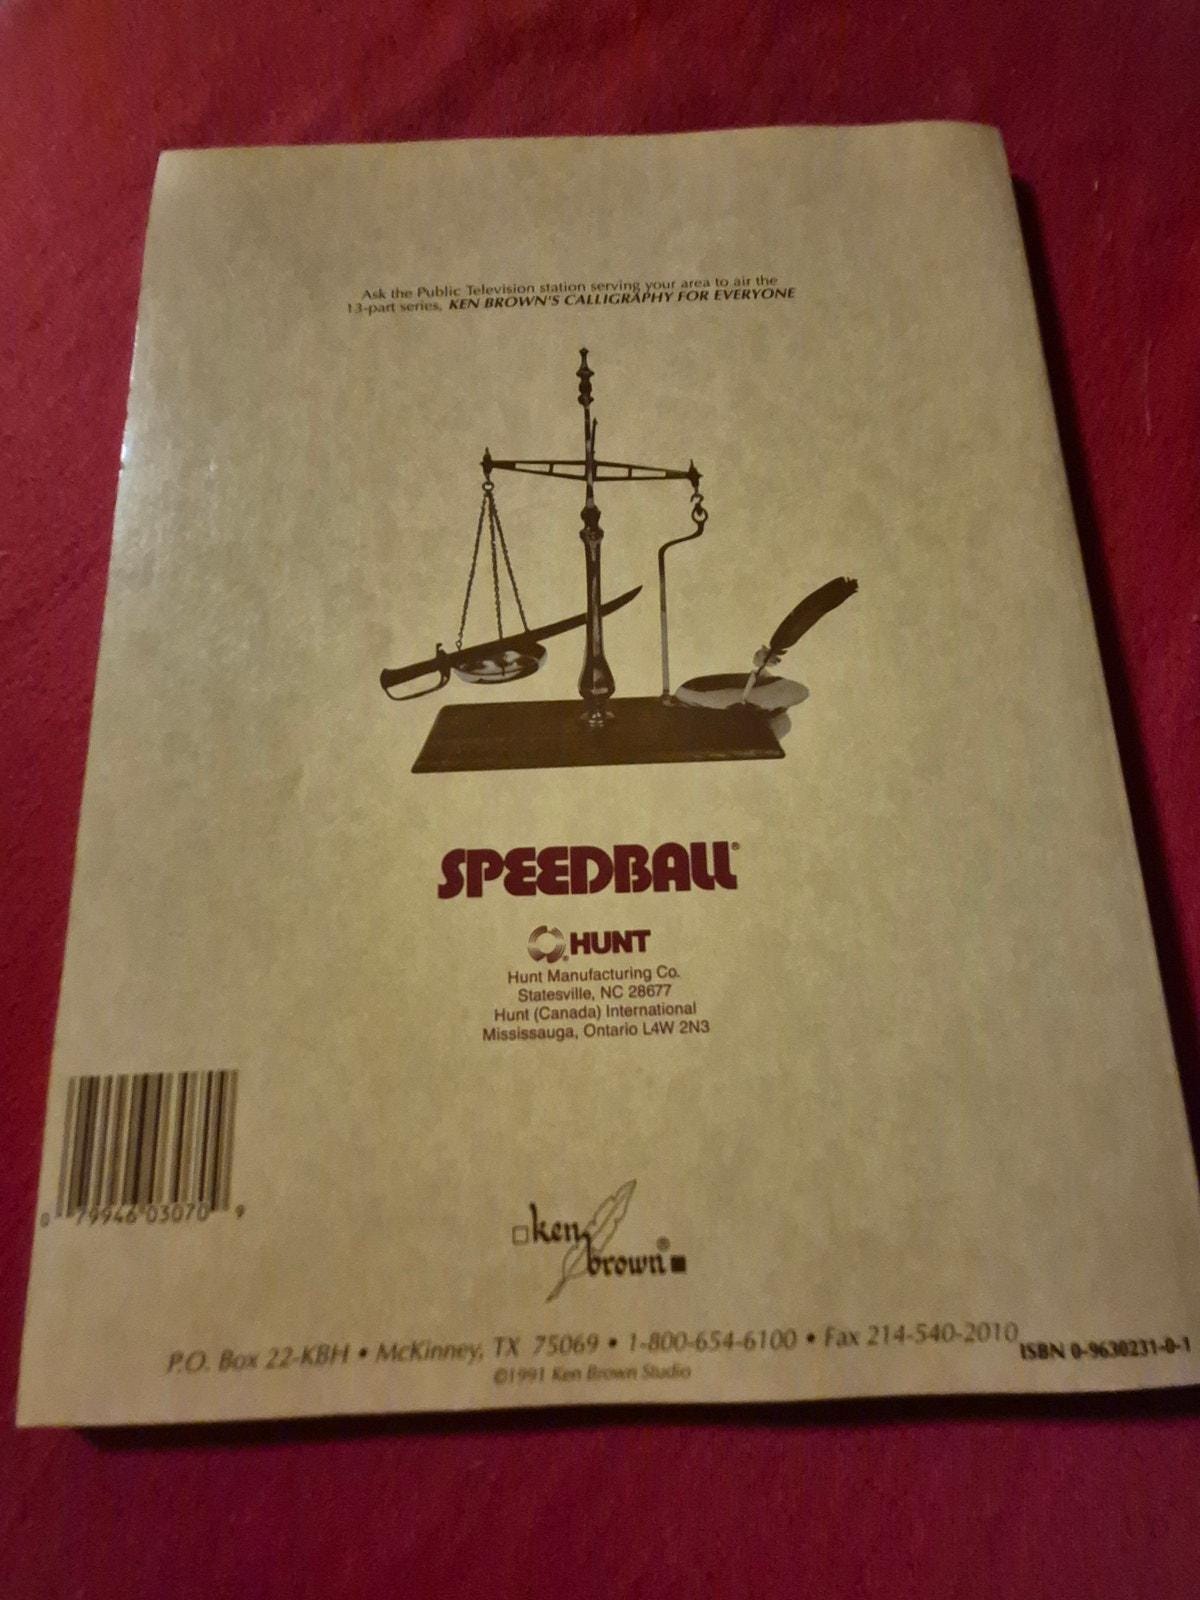 Ask the Public Television station serving your area to air the
13-part series, KEN BROWN'S CALLIGRAPHY FOR EVERYONE
SPEEDBALL®
HUNT
Hunt Manufacturing Co.
Statesville, NC 28677
Hunt (Canada) International
Mississauga, Ontario L4W 2N3
0 79946 03070 9
ken
brown®
P.O. Box 22-KBH • McKinney, TX 75069 • 1-800-654-6100 • Fax 214-540-2010
©1991 Ken Brown Studio
ISBN 0-9630231-0-1